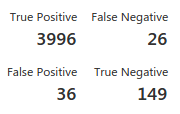 True Positive False Negative
3996 26
False Positive True Negative
36 149